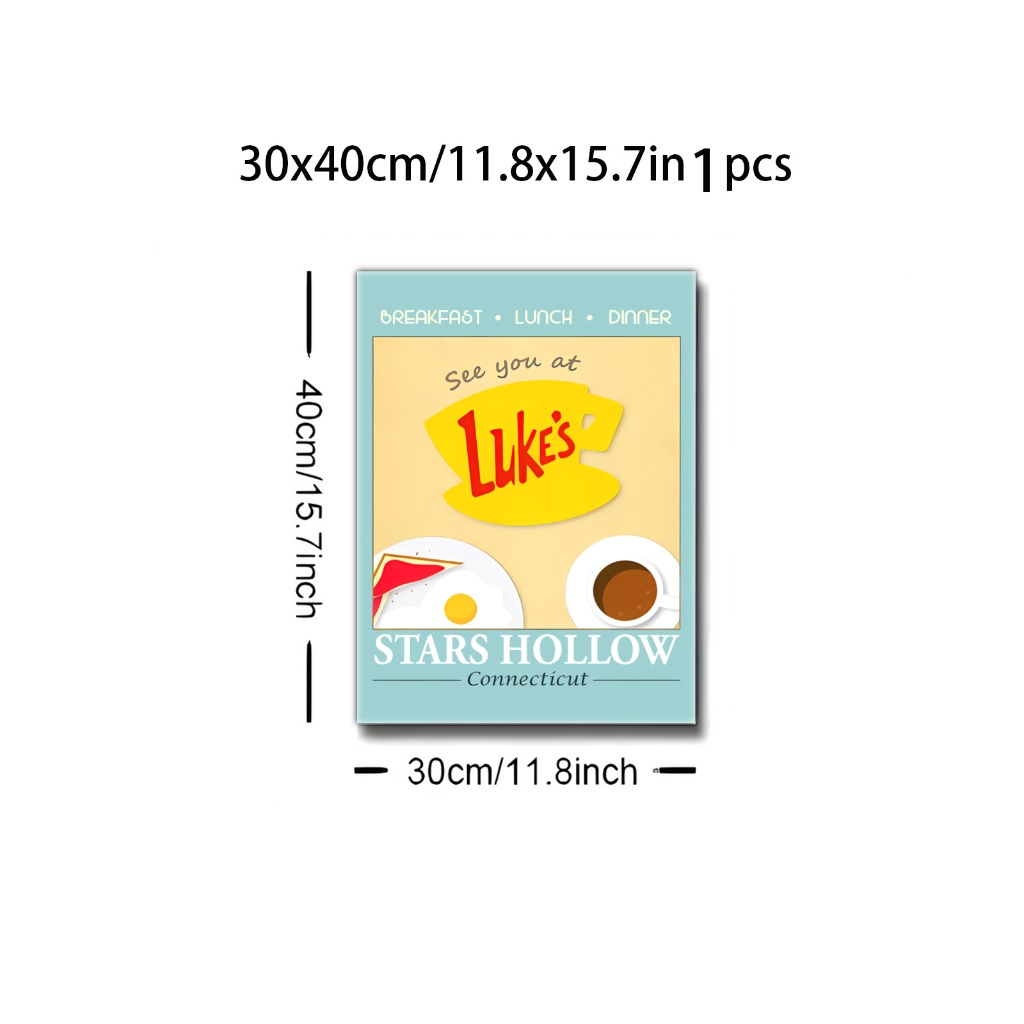 30x40cm/11.8x15.7in 1 pcs
BREAKFAST • LUNCH • DINNER
See you at
LUKE'S
40cm/15.7inch
STARS HOLLOW
Connecticut
30cm/11.8inch